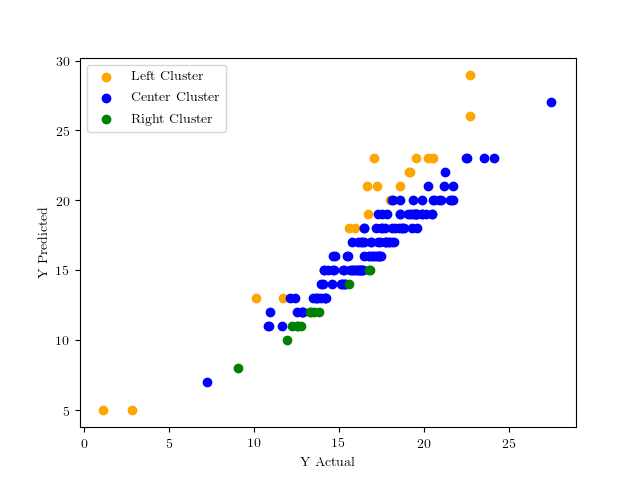 30
25
20
15
10
5
Y Predicted
Left Cluster
Center Cluster
Right Cluster
0 5 10 15 20 25
Y Actual